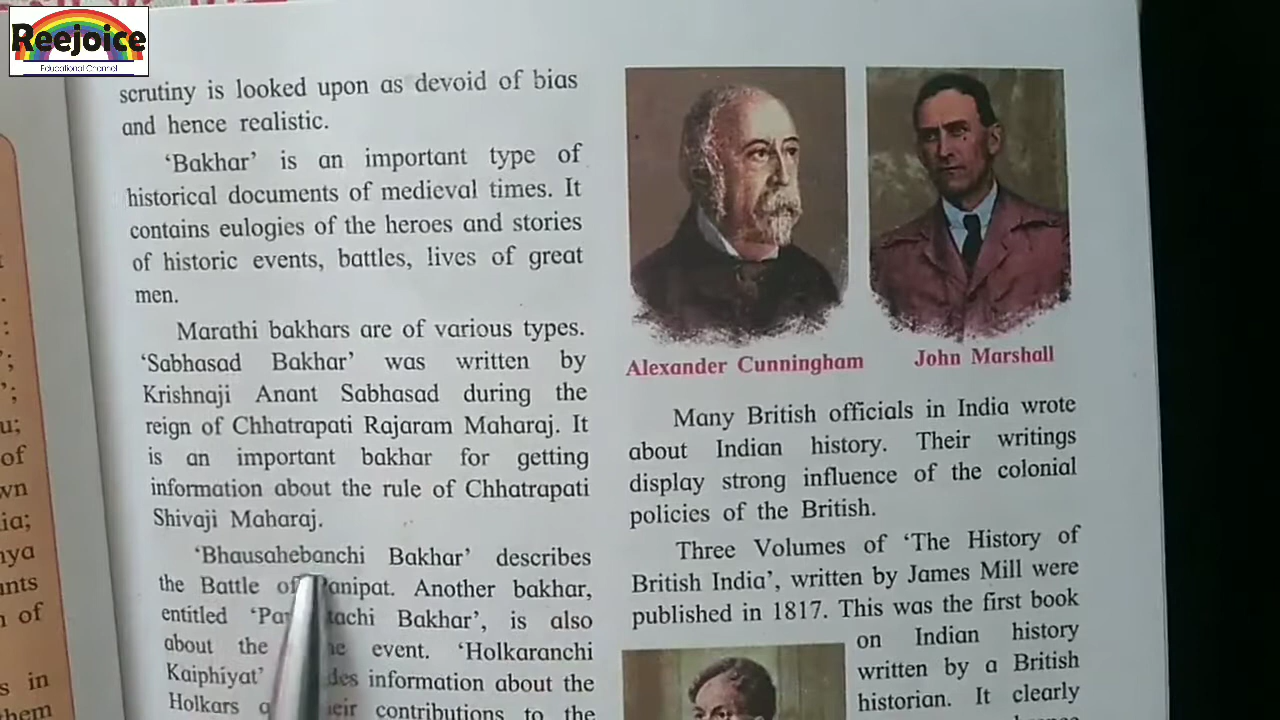 Reejoice
Educational Channel
scrutiny is looked upon as devoid of bias
and hence realistic.
‘Bakhar’ is an important type of
historical documents of medieval times. It
contains eulogies of the heroes and stories
of historic events, battles, lives of great
men.
Marathi bakhars are of various types.
‘Sabhasad Bakhar’ was written by
Krishnaji Anant Sabhasad during the
reign of Chhatrapati Rajaram Maharaj. It
is an important bakhar for getting
information about the rule of Chhatrapati
Shivaji Maharaj.
‘Bhausahebanchi Bakhar’ describes
the Battle of Panipat. Another bakhar,
entitled Bakhar’, is also
about the event. ‘Holkaranchi
Kaiphiyat’ information about the
Holkars contributions to the
Alexander Cunningham
John Marshall
Many British officials in India wrote
about Indian history. Their writings
display strong influence of the colonial
policies of the British.
Three Volumes of ‘The History of
British India’, written by James Mill were
published in 1817. This was the first book
on Indian history
written by a British
historian. It clearly
of
in